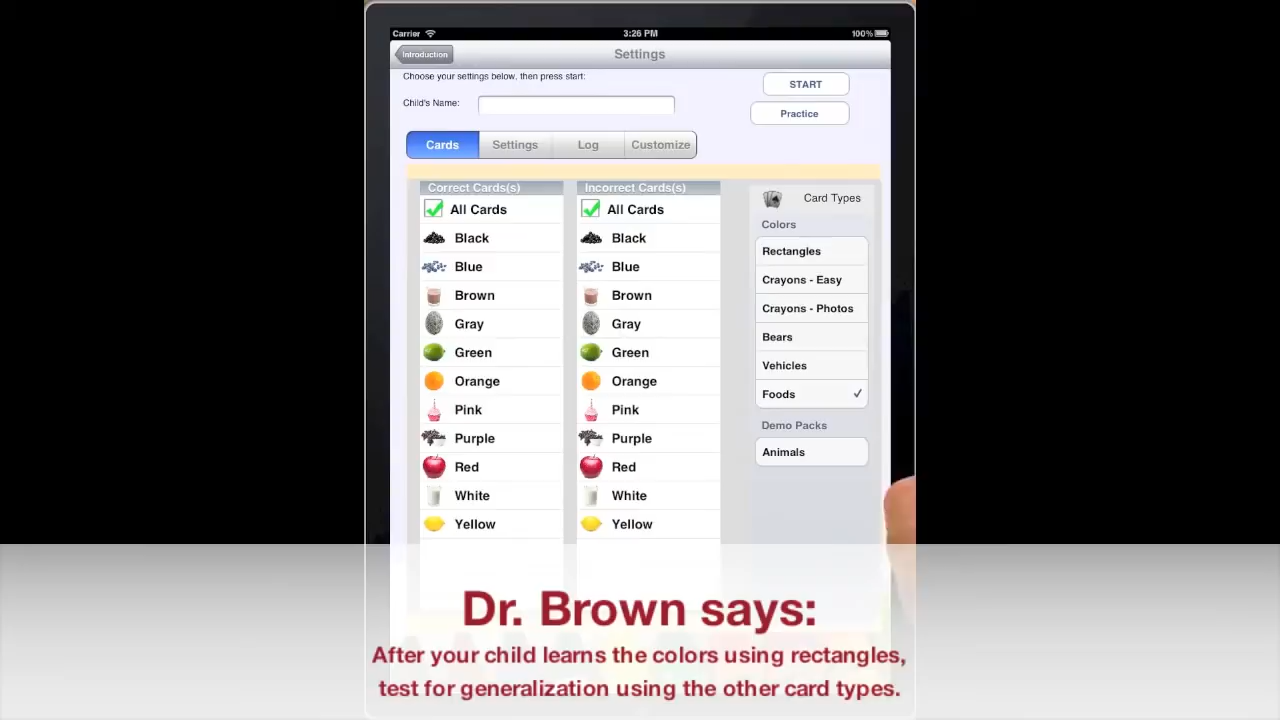 Carrier
3:26 PM
100%
Introduction
Settings
Choose your settings below, then press start:
START
Child's Name:
Practice
Cards
Settings
Log
Customize
Correct Cards(s)
All Cards
Black
Blue
Brown
Gray
Green
Orange
Pink
Purple
Red
White
Yellow
Incorrect Cards(s)
All Cards
Black
Blue
Brown
Gray
Green
Orange
Pink
Purple
Red
White
Yellow
Card Types
Colors
Rectangles
Crayons - Easy
Crayons - Photos
Bears
Vehicles
Foods
Demo Packs
Animals
Dr. Brown says:
After your child learns the colors using rectangles,
test for generalization using the other card types.